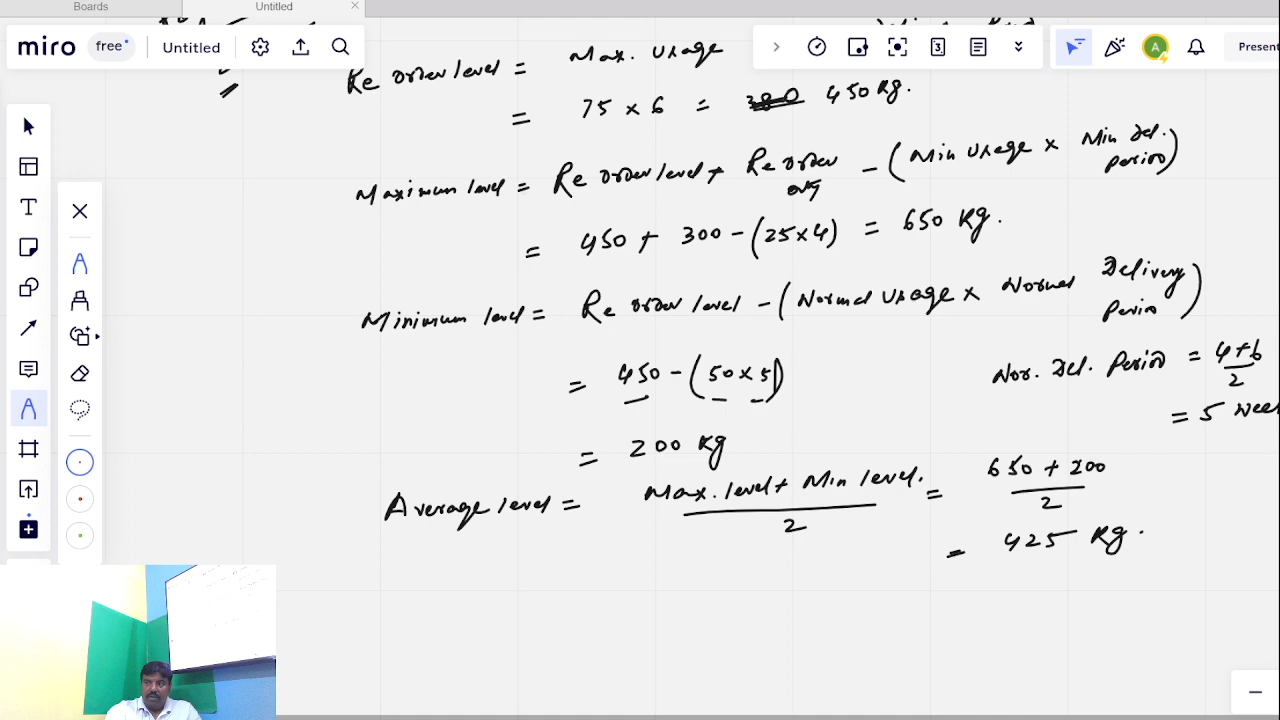 Boards Untitled
miro free Untitled Present
Re order level = Max. Usage
= 75 × 6 = 450 Kg.
Maximum level = Re order level + Re order qty - (Min Usage × Min Del. period)
= 450 + 300 - (25×4) = 650 Kg.
Minimum level = Re order level - (Normal Usage × Normal Delivery Period)
= 450 - (50 × 5)
Nor. Del. Period = 4+6/2
= 5 week
= 200 Kg
Average level = Max. level + Min level. / 2 = 650 + 200 / 2
= 425 Kg.